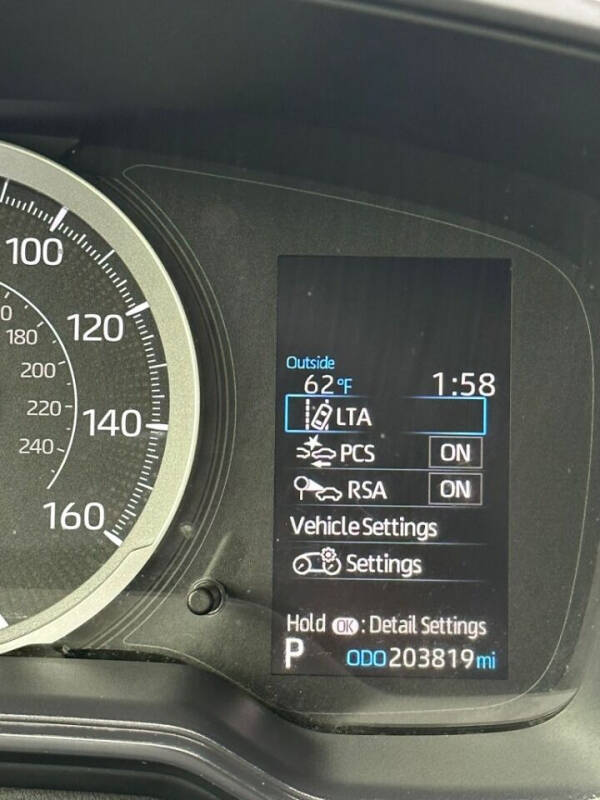 Outside
62°F 1:58
LTA
PCS ON
RSA ON
Vehicle Settings
Settings
Hold OK : Detail Settings
P ODO 203819 mi
100
120
140
160
180
200
220
240